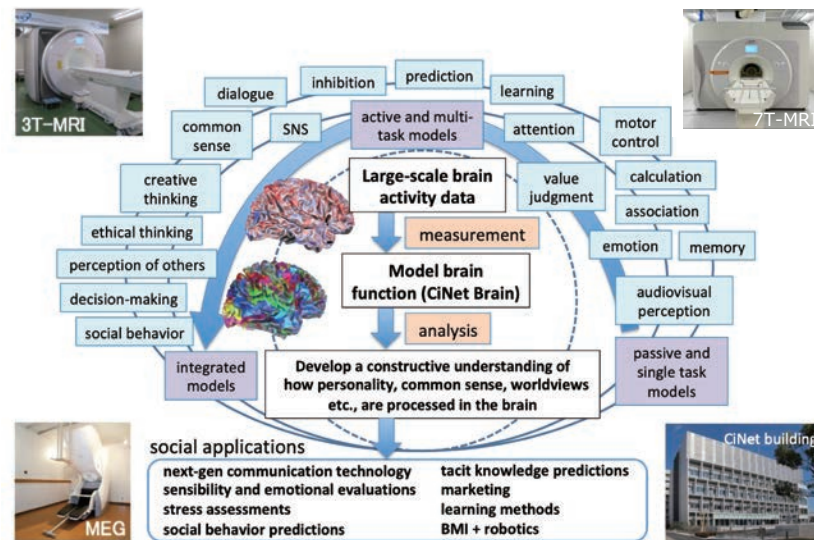 3T-MRI
7T-MRI
dialogue
inhibition
prediction
learning
common
sense
SNS
active and multi-
task models
attention
motor
control
creative
thinking
Large-scale brain
activity data
value
judgment
calculation
association
ethical thinking
measurement
emotion
memory
perception of others
Model brain
function (CiNet Brain)
decision-making
audiovisual
perception
social behavior
analysis
integrated
models
Develop a constructive understanding of
how personality, common sense, worldviews
etc., are processed in the brain
passive and
single task
models
MEG
CiNet building
social applications
next-gen communication technology
sensibility and emotional evaluations
stress assessments
social behavior predictions
tacit knowledge predictions
marketing
learning methods
BMI + robotics